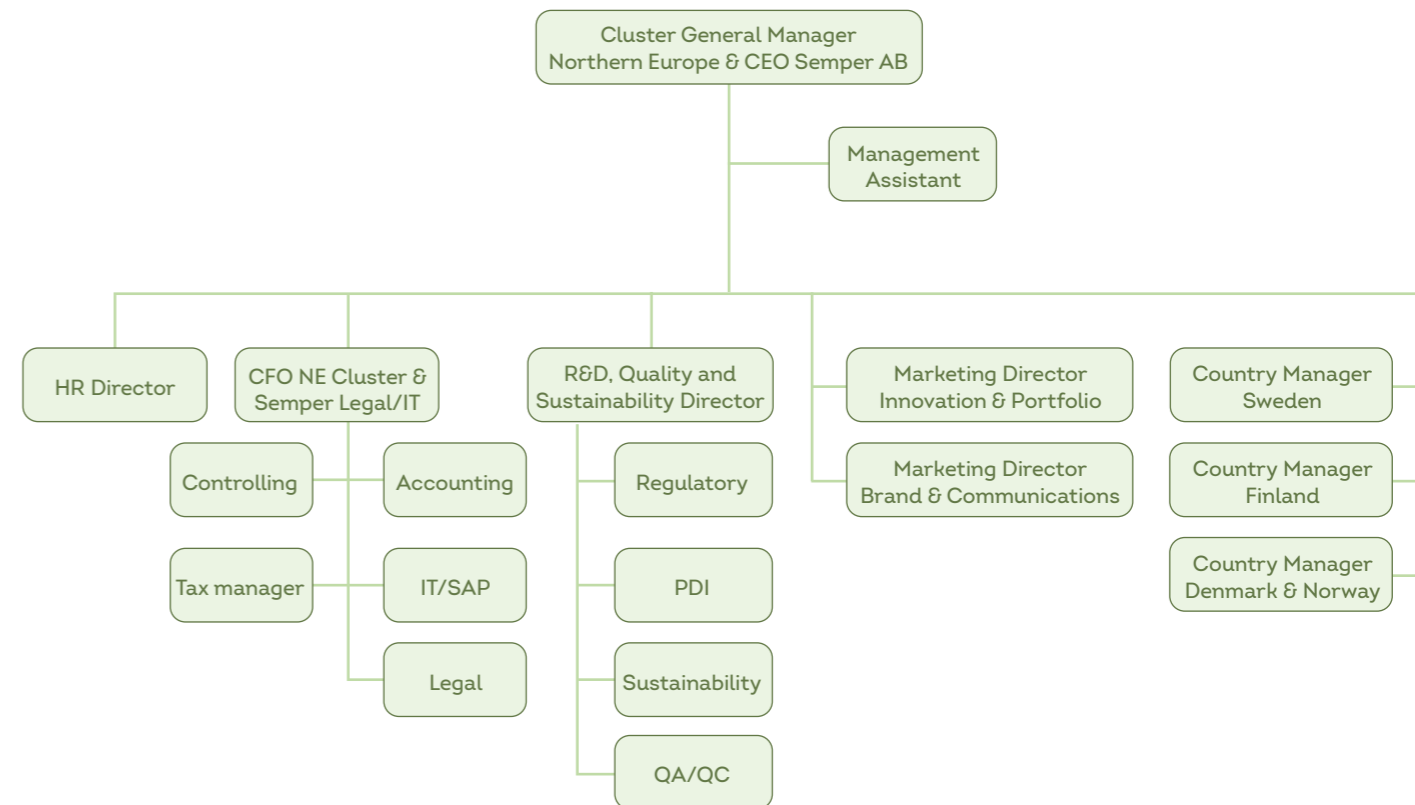 Cluster General Manager
Northern Europe & CEO Semper AB
Management
Assistant
HR Director
CFO NE Cluster &
Semper Legal/IT
Controlling
Accounting
Tax manager
IT/SAP
Legal
R&D, Quality and
Sustainability Director
Regulatory
PDI
Sustainability
QA/QC
Marketing Director
Innovation & Portfolio
Marketing Director
Brand & Communications
Country Manager
Sweden
Country Manager
Finland
Country Manager
Denmark & Norway